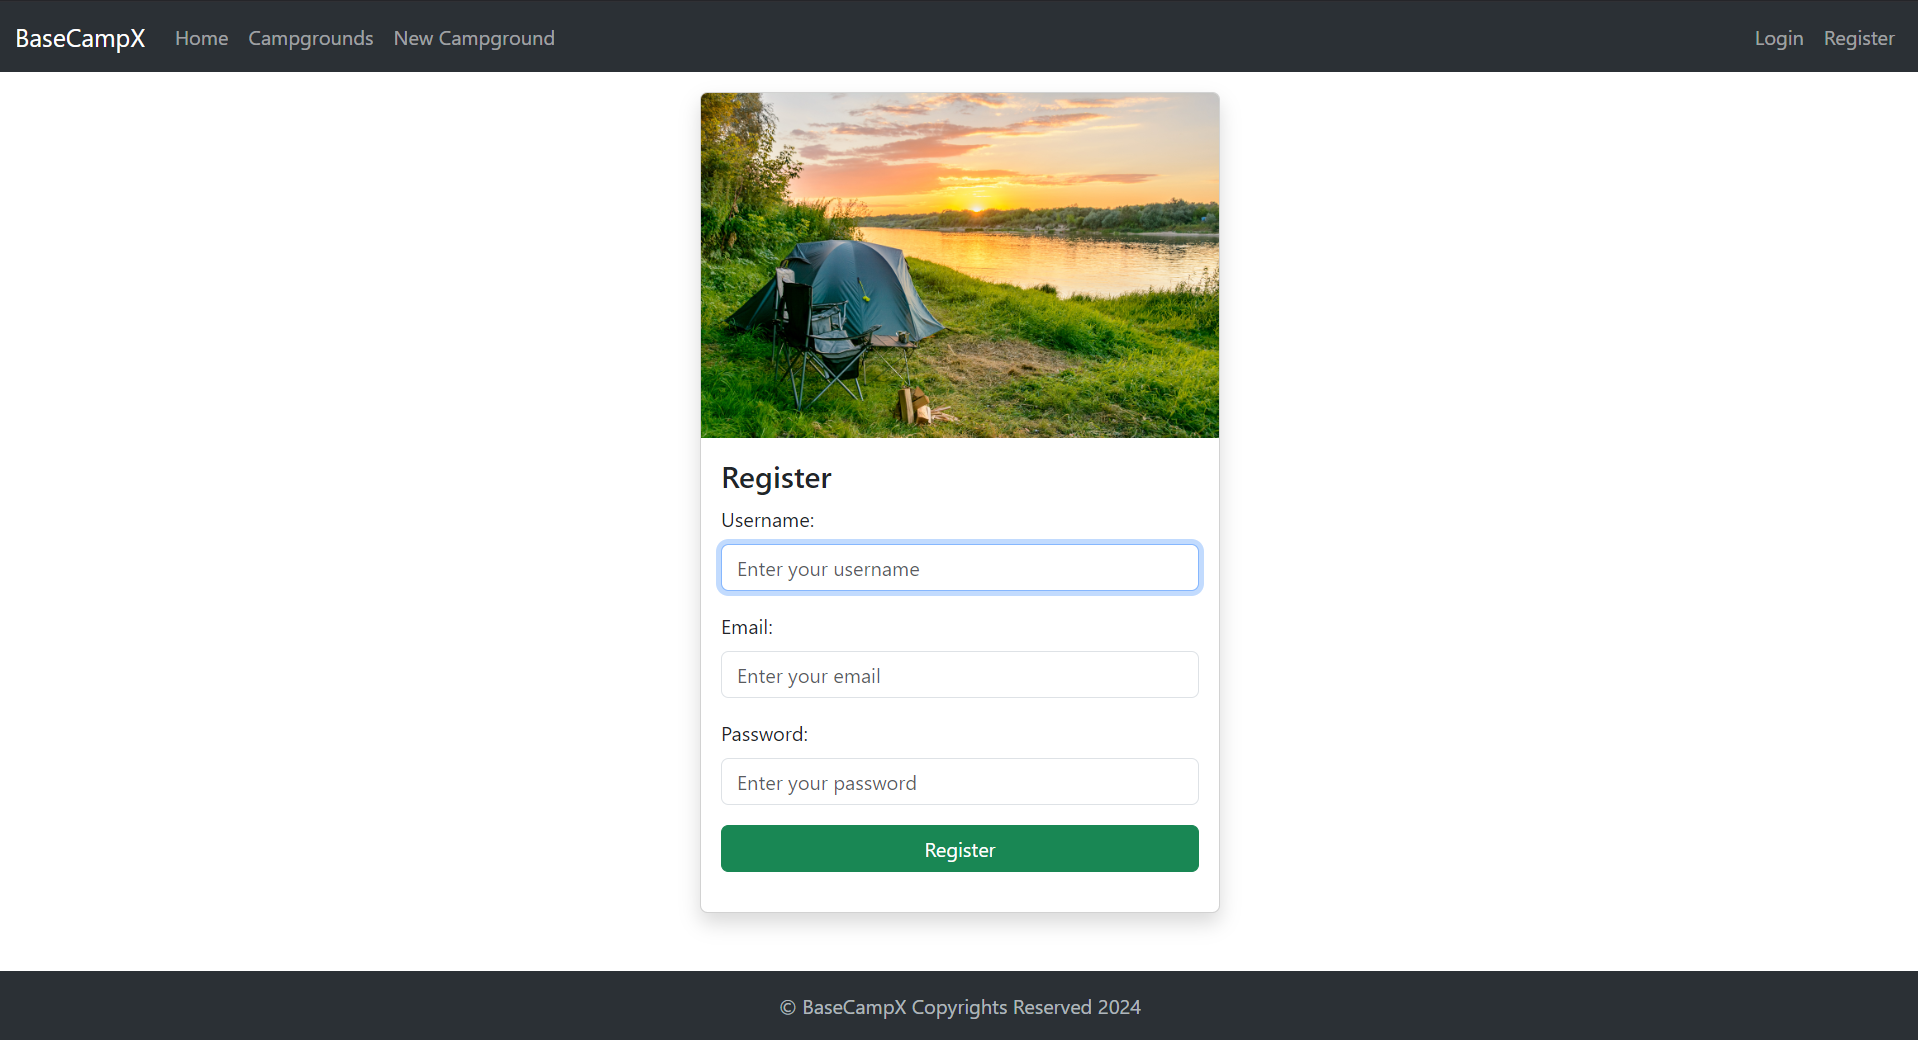 BaseCampX Home Campgrounds New Campground Login Register
Register
Username:
Enter your username
Email:
Enter your email
Password:
Enter your password
Register
© BaseCampX Copyrights Reserved 2024